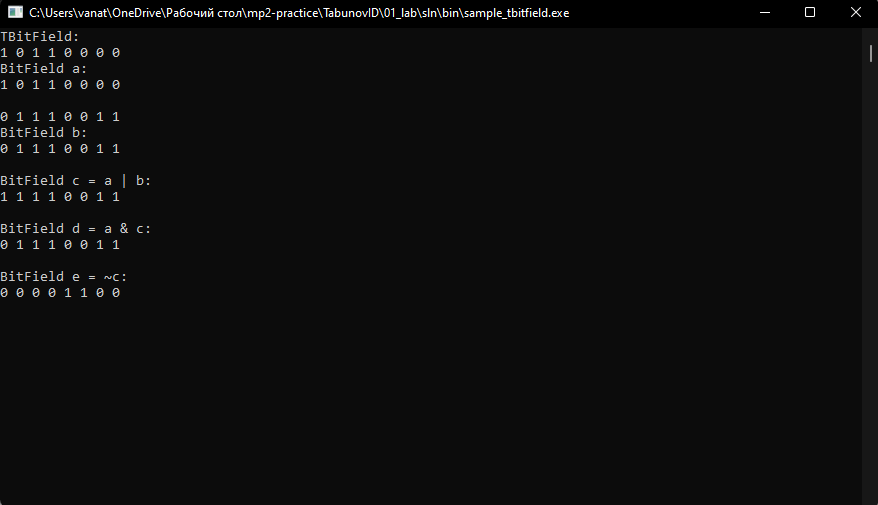 C:\Users\vanat\OneDrive\Рабочий стол\mp2-practice\TabunovID\01_lab\sln\bin\sample_tbitfield.exe
TBitField:
1 0 1 1 0 0 0 0
BitField a:
1 0 1 1 0 0 0 0
0 1 1 1 0 0 1 1
BitField b:
0 1 1 1 0 0 1 1
BitField c = a | b:
1 1 1 1 0 0 1 1
BitField d = a & c:
0 1 1 1 0 0 1 1
BitField e = ~c:
0 0 0 0 1 1 0 0